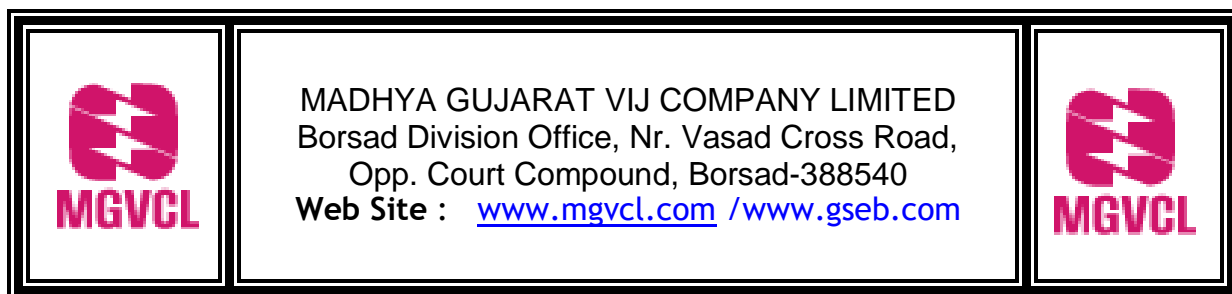 MGVCL
MADHYA GUJARAT VIJ COMPANY LIMITED
Borsad Division Office, Nr. Vasad Cross Road,
Opp. Court Compound, Borsad-388540
Web Site : www.mgvcl.com /www.gseb.com
MGVCL